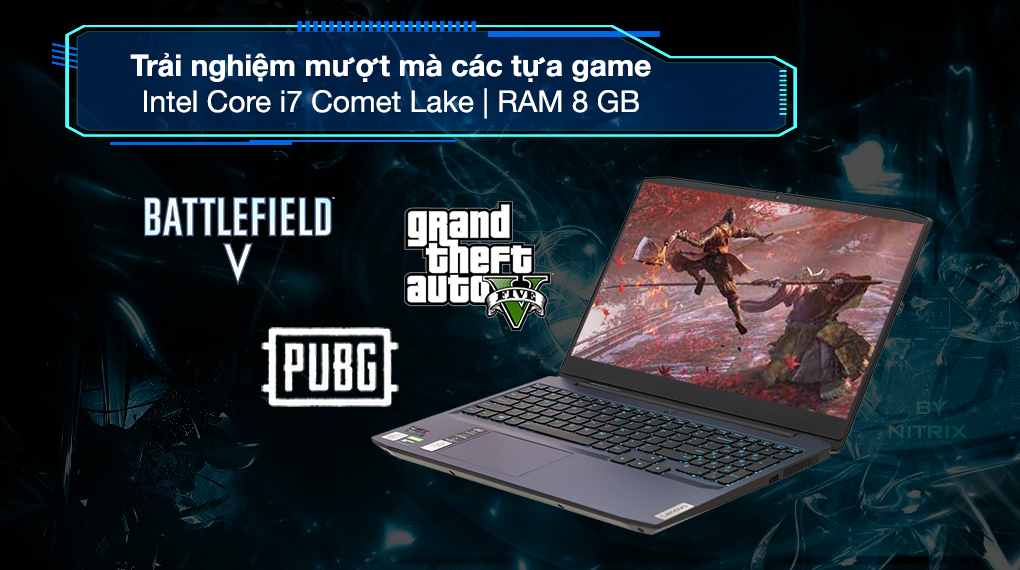 Trải nghiệm mượt mà các tựa game
Intel Core i7 Comet Lake | RAM 8 GB
BATTLEFIELD
V
grand
theft
auto
FIVE
PUBG
BY
NITRIX
Lenovo